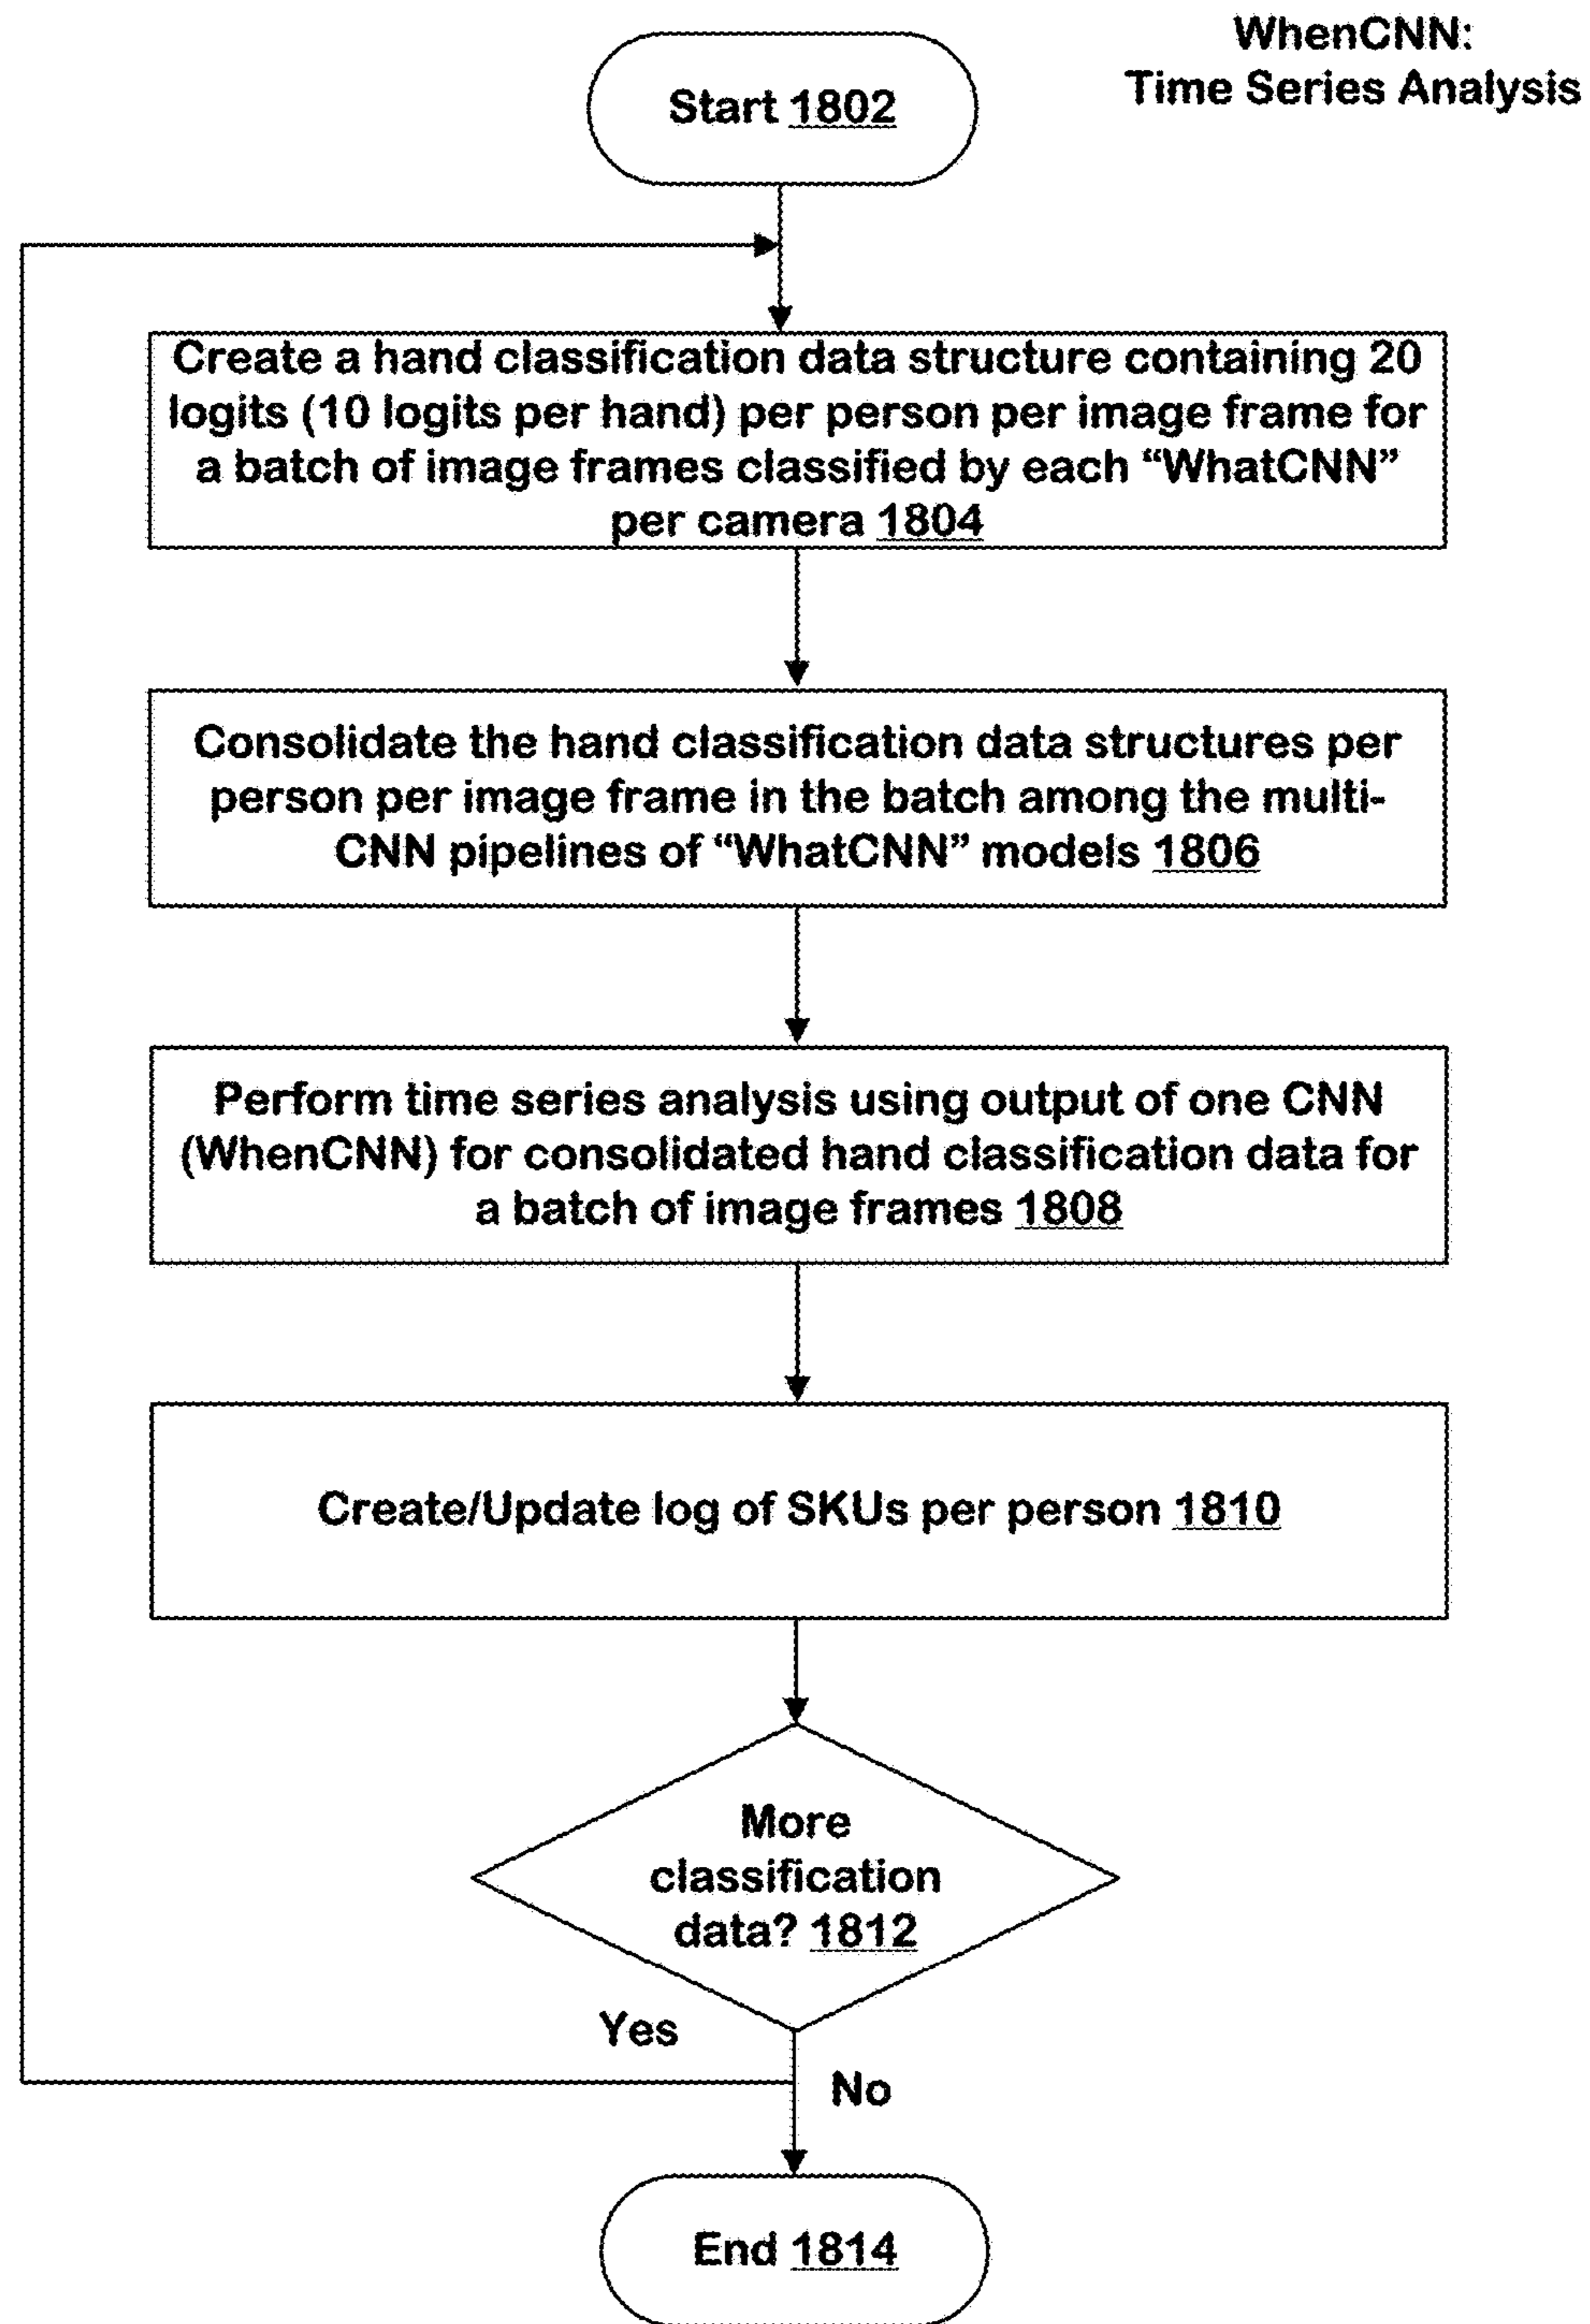 WhenCNN:
Time Series Analysis
Start 1802
Create a hand classification data structure containing 20
logits (10 logits per hand) per person per image frame for
a batch of image frames classified by each “WhatCNN”
per camera 1804
Consolidate the hand classification data structures per
person per image frame in the batch among the multi-
CNN pipelines of “WhatCNN” models 1806
Perform time series analysis using output of one CNN
(WhenCNN) for consolidated hand classification data for
a batch of image frames 1808
Create/Update log of SKUs per person 1810
More
classification
data? 1812
Yes
No
End 1814